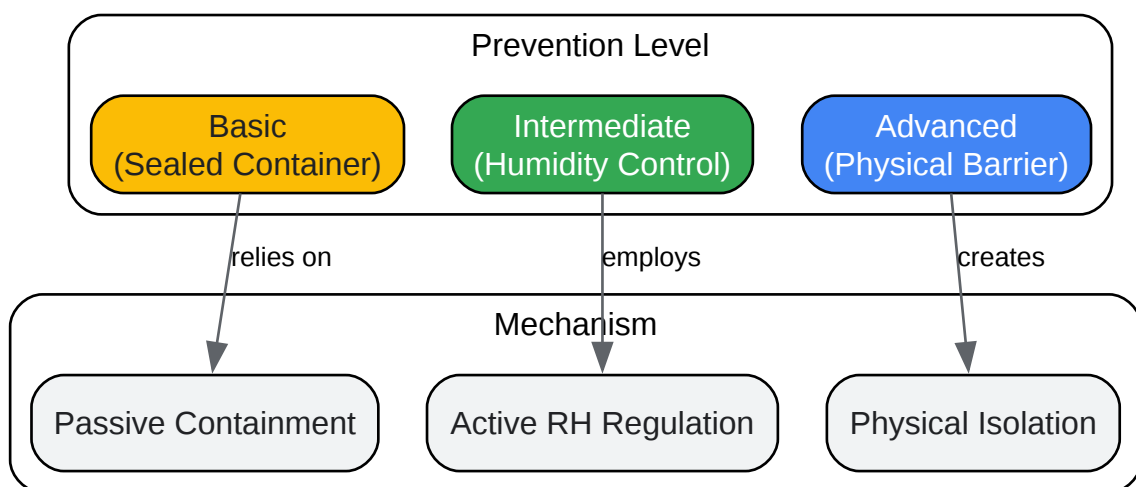 Prevention Level
Basic
(Sealed Container)
Intermediate
(Humidity Control)
Advanced
(Physical Barrier)
relies on
employs
creates
Mechanism
Passive Containment
Active RH Regulation
Physical Isolation